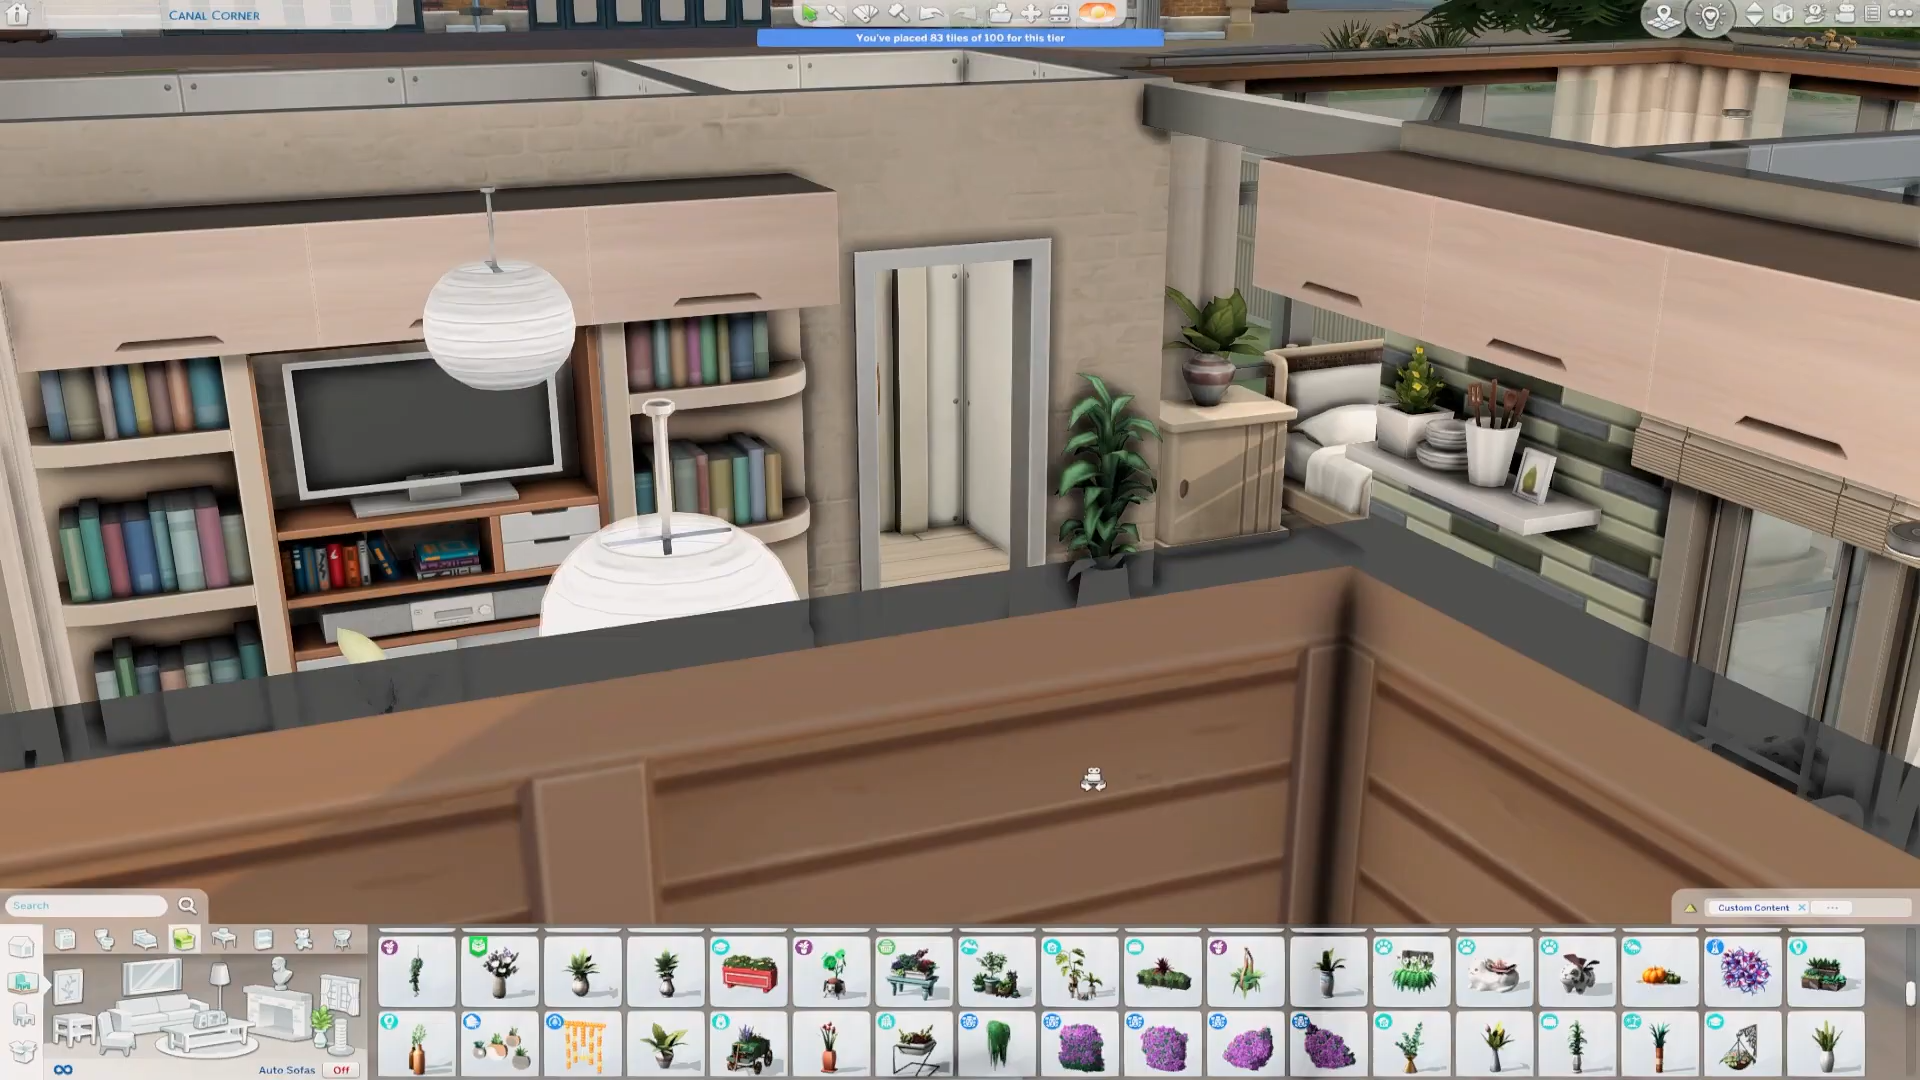 Canal Corner
You've placed 83 tiles of 100 for this tier
Search
Custom Content
Auto Sofas Off